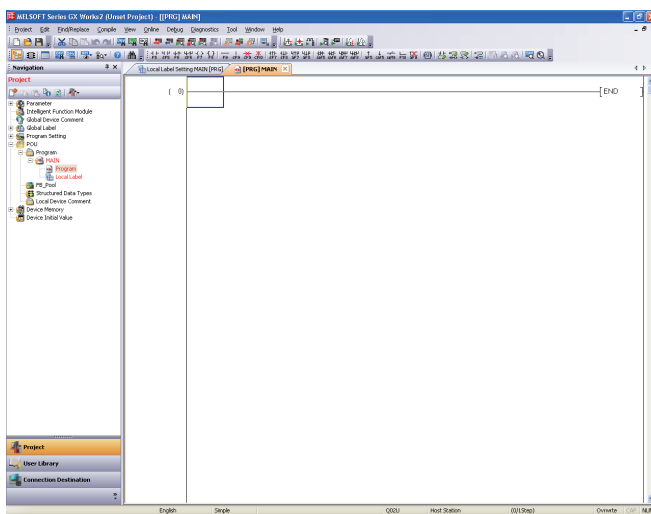 MELSOFT Series GX Works2 (Unset Project) - [[PRG] MAIN]
Project Edit Find/Replace Compile View Online Debug Diagnostics Tool Window Help
Navigation
Local Label Setting MAIN [PRG] [PRG] MAIN
Project
( 0) [ END ]
Parameter
Intelligent Function Module
Global Device Comment
Global Label
Program Setting
POU
Program
MAIN
Program
Local Label
FB_Pool
Structured Data Types
Local Device Comment
Device Memory
Device Initial Value
Project
User Library
Connection Destination
English Simple Q02U Host Station (0/1Step) Ovrwrte CAP NUM